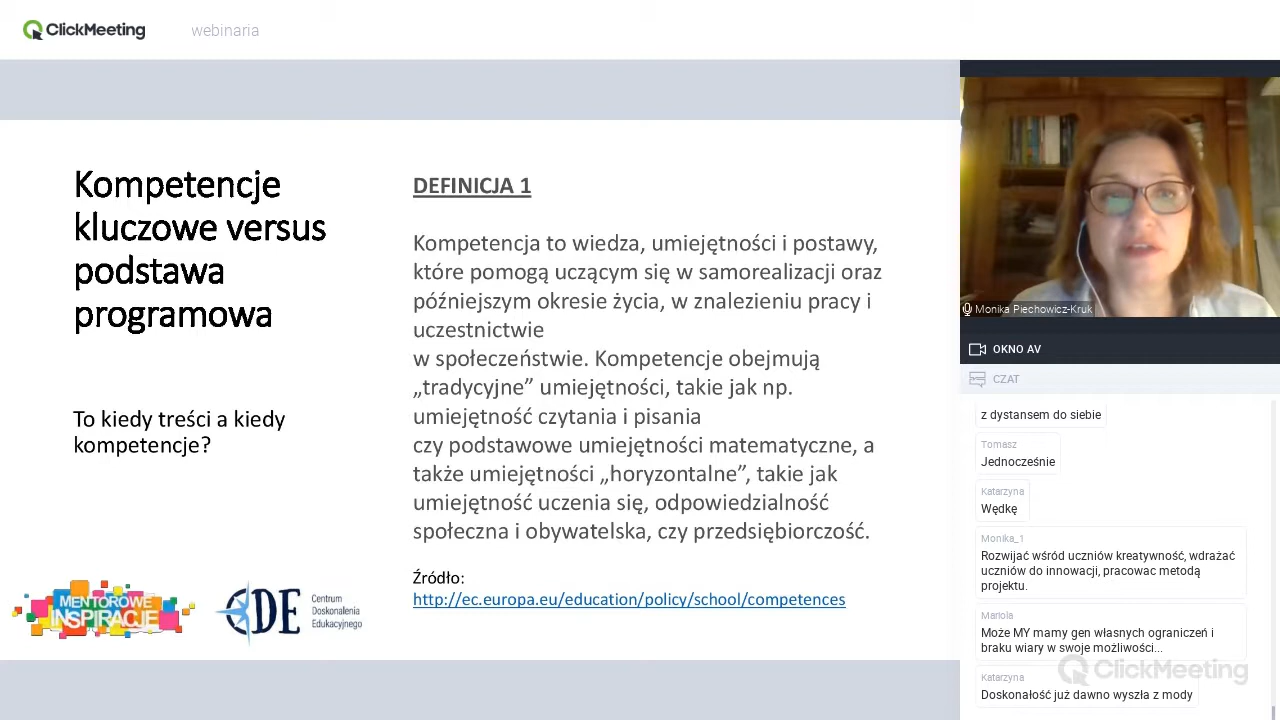 ClickMeeting
webinaria
Kompetencje
kluczowe versus
podstawa
programowa
To kiedy treści a kiedy
kompetencje?
DEFINICJA 1
Kompetencja to wiedza, umiejętności i postawy,
które pomogą uczącym się w samorealizacji oraz
późniejszym okresie życia, w znalezieniu pracy i
uczestnictwie
w społeczeństwie. Kompetencje obejmują
„tradycyjne” umiejętności, takie jak np.
umiejętność czytania i pisania
czy podstawowe umiejętności matematyczne, a
także umiejętności „horyzontalne”, takie jak
umiejętność uczenia się, odpowiedzialność
społeczna i obywatelska, czy przedsiębiorczość.
Źródło:
http://ec.europa.eu/education/policy/school/competences
MENTOROWE
INSPIRACJE
CDE
Centrum
Doskonalenia
Edukacyjnego
Monika Piechowicz-Kruk
OKNO AV
CZAT
z dystansem do siebie
Tomasz
Jednocześnie
Katarzyna
Wędkę
Monika_1
Rozwijać wśród uczniów kreatywność, wdrażać
uczniów do innowacji, pracowac metodą
projektu.
Mariola
Może MY mamy gen własnych ograniczeń i
braku wiary w swoje możliwości...
ClickMeeting
Katarzyna
Doskonałość już dawno wyszła z mody